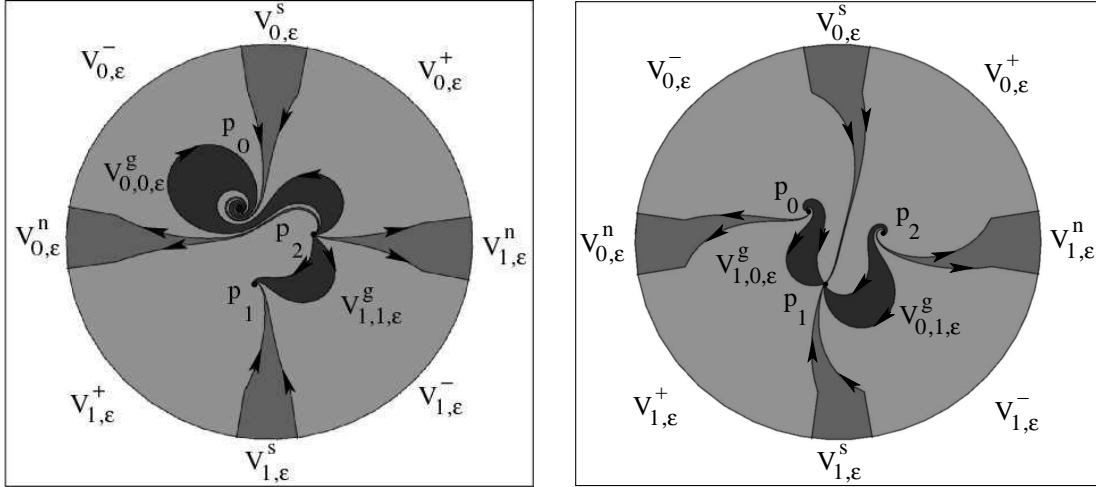 V^s_{0,ε}
V^-_{0,ε}
V^+_{0,ε}
p_0
V^g_{0,0,ε}
V^n_{0,ε}
p_2
V^n_{1,ε}
p_1
V^g_{1,1,ε}
V^+_{1,ε}
V^-_{1,ε}
V^s_{1,ε}
V^s_{0,ε}
V^-_{0,ε}
V^+_{0,ε}
p_0
p_2
V^n_{0,ε}
V^n_{1,ε}
V^g_{1,0,ε}
p_1
V^g_{0,1,ε}
V^+_{1,ε}
V^-_{1,ε}
V^s_{1,ε}